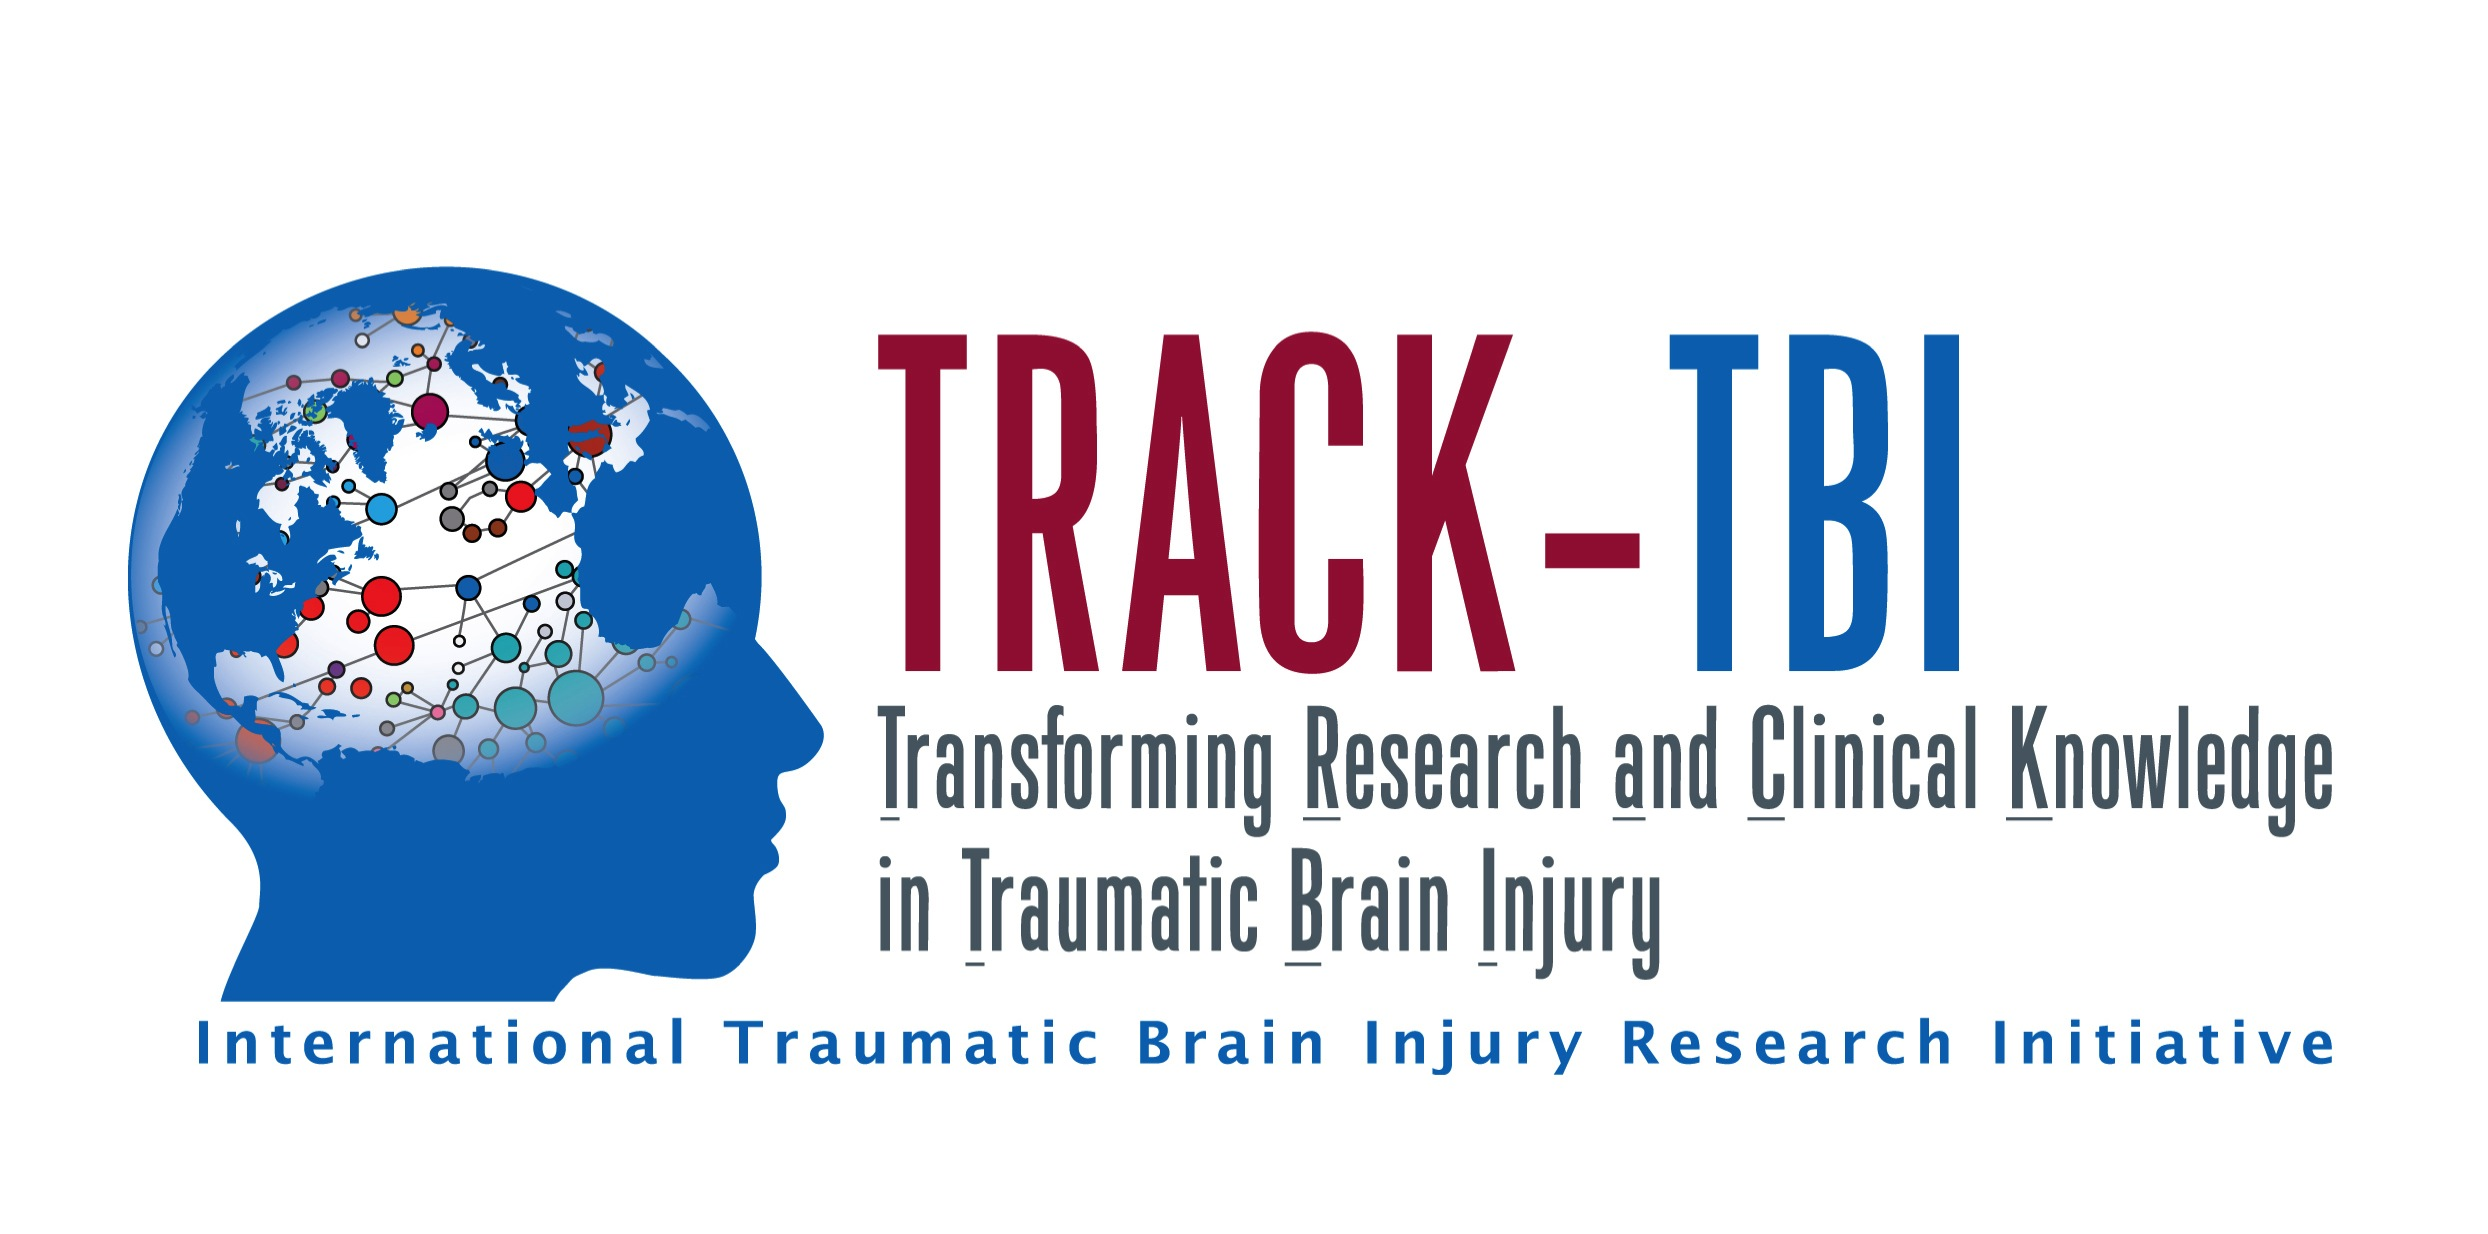 TRACK-TBI
Transforming Research and Clinical Knowledge
in Traumatic Brain Injury
International Traumatic Brain Injury Research Initiative